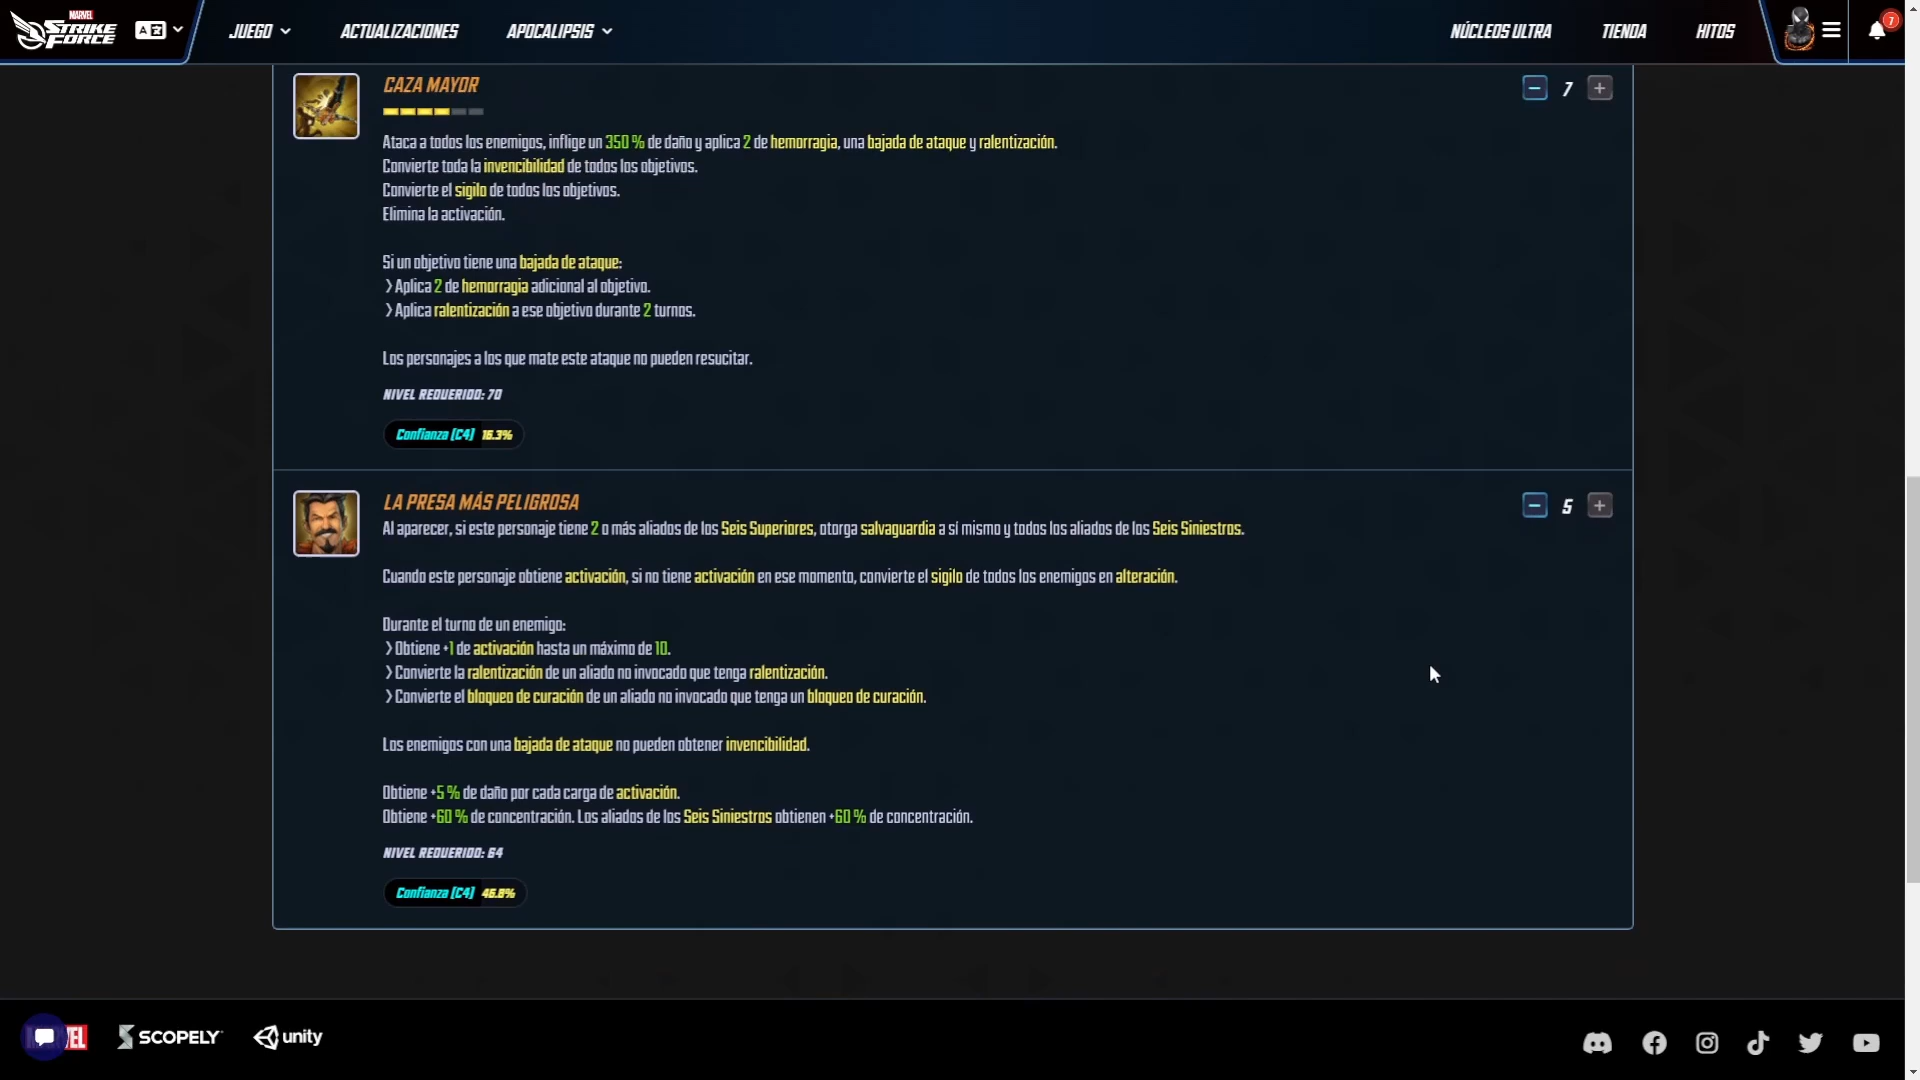 MARVEL
STRIKE
FORCE
JUEGO
ACTUALIZACIONES
APOCALIPSIS
NÚCLEOS ULTRA
TIENDA
HITOS
7
CAZA MAYOR
7
Ataca a todos los enemigos, inflige un 350 % de daño y aplica 2 de hemorragia, una bajada de ataque y ralentización.
Convierte toda la invencibilidad de todos los objetivos.
Convierte el sigilo de todos los objetivos.
Elimina la activación.
Si un objetivo tiene una bajada de ataque:
❯ Aplica 2 de hemorragia adicional al objetivo.
❯ Aplica ralentización a ese objetivo durante 2 turnos.
Los personajes a los que mate este ataque no pueden resucitar.
NIVEL REQUERIDO: 70
Confianza [C4] 16.3%
LA PRESA MÁS PELIGROSA
5
Al aparecer, si este personaje tiene 2 o más aliados de los Seis Superiores, otorga salvaguardia a sí mismo y todos los aliados de los Seis Siniestros.
Cuando este personaje obtiene activación, si no tiene activación en ese momento, convierte el sigilo de todos los enemigos en alteración.
Durante el turno de un enemigo:
❯ Obtiene +1 de activación hasta un máximo de 10.
❯ Convierte la ralentización de un aliado no invocado que tenga ralentización.
❯ Convierte el bloqueo de curación de un aliado no invocado que tenga un bloqueo de curación.
Los enemigos con una bajada de ataque no pueden obtener invencibilidad.
Obtiene +5 % de daño por cada carga de activación.
Obtiene +60 % de concentración. Los aliados de los Seis Siniestros obtienen +60 % de concentración.
NIVEL REQUERIDO: 64
Confianza [C4]
SCOPELY
unity